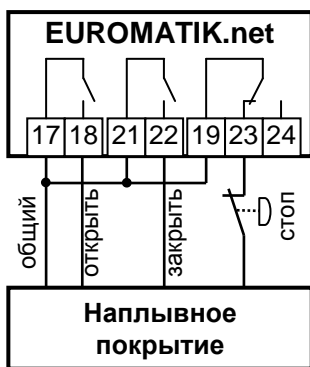 EUROMATIK.net
17 18 21 22 19 23 24
общий
открыть
закрыть
стоп
Наплывное
покрытие